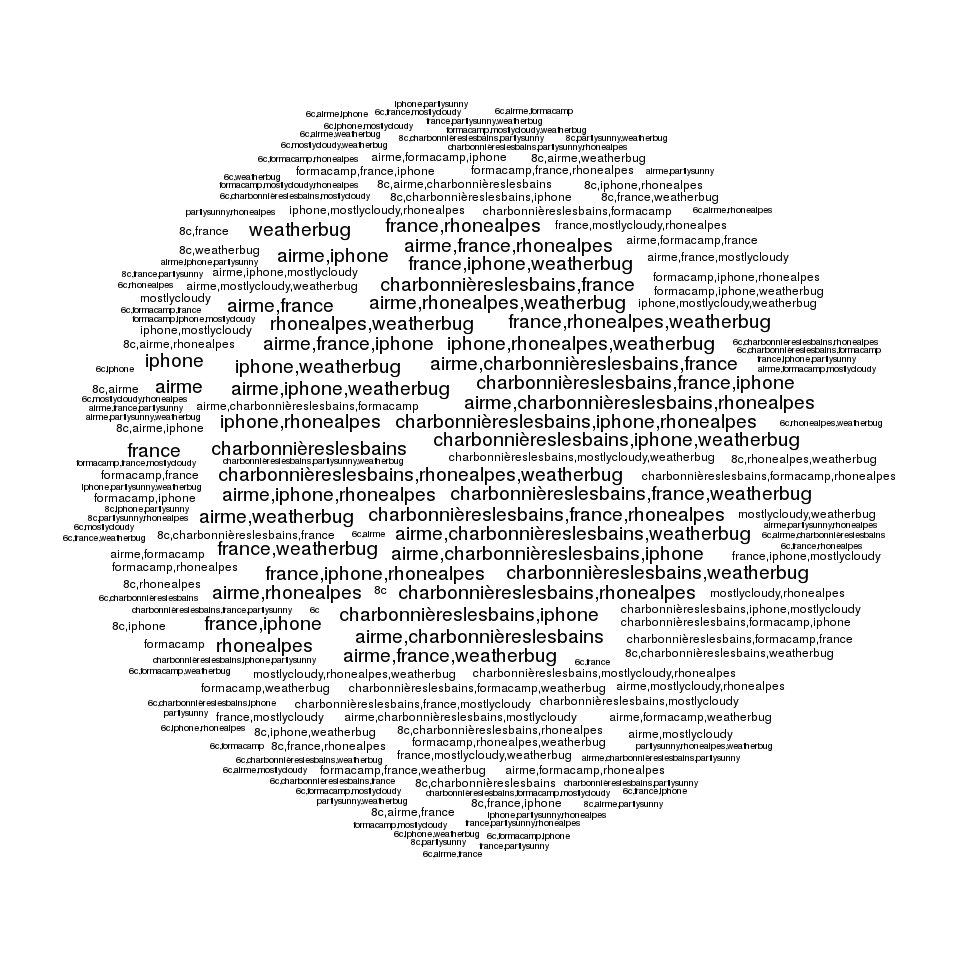 iphone,partlysunny
6c,airme,iphone 6c,france,mostlycloudy 6c,airme,formacamp
france,partlysunny,weatherbug
6c,iphone,mostlycloudy formacamp,mostlycloudy,weatherbug
6c,airme,weatherbug 8c,charbonnièreslesbains,partlysunny 8c,partlysunny,weatherbug
6c,mostlycloudy,weatherbug charbonnièreslesbains,partlysunny,rhonealpes
6c,formacamp,rhonealpes airme,formacamp,iphone 8c,airme,weatherbug
formacamp,france,iphone formacamp,france,rhonealpes airme,partlysunny
6c,weatherbug
formacamp,mostlycloudy,rhonealpes 8c,airme,charbonnièreslesbains 8c,iphone,rhonealpes
6c,charbonnièreslesbains,mostlycloudy 8c,charbonnièreslesbains,iphone 8c,france,weatherbug
partlysunny,rhonealpes iphone,mostlycloudy,rhonealpes charbonnièreslesbains,formacamp 6c,airme,rhonealpes
8c,france weatherbug france,rhonealpes france,mostlycloudy,rhonealpes
8c,weatherbug airme,france,rhonealpes airme,formacamp,france
airme,iphone,partlysunny airme,iphone france,iphone,weatherbug airme,france,mostlycloudy
8c,france,partlysunny airme,iphone,mostlycloudy formacamp,iphone,rhonealpes
6c,rhonealpes airme,mostlycloudy,weatherbug charbonnièreslesbains,france formacamp,iphone,weatherbug
mostlycloudy airme,france airme,rhonealpes,weatherbug iphone,mostlycloudy,weatherbug
6c,formacamp,france
formacamp,iphone,mostlycloudy rhonealpes,weatherbug france,rhonealpes,weatherbug
iphone,mostlycloudy
8c,airme,rhonealpes airme,france,iphone iphone,rhonealpes,weatherbug 6c,charbonnièreslesbains,rhonealpes
6c,charbonnièreslesbains,formacamp
iphone airme,charbonnièreslesbains,france france,iphone,partlysunny
6c,iphone iphone,weatherbug airme,formacamp,mostlycloudy
8c,airme airme airme,iphone,weatherbug charbonnièreslesbains,france,iphone
6c,mostlycloudy,rhonealpes
airme,france,partlysunny airme,charbonnièreslesbains,formacamp airme,charbonnièreslesbains,rhonealpes
airme,partlysunny,weatherbug
8c,airme,iphone iphone,rhonealpes charbonnièreslesbains,iphone,rhonealpes 6c,rhonealpes,weatherbug
charbonnièreslesbains,iphone,weatherbug
france charbonnièreslesbains
formacamp,france,mostlycloudy charbonnièreslesbains,partlysunny,weatherbug charbonnièreslesbains,mostlycloudy,weatherbug 8c,rhonealpes,weatherbug
formacamp,france charbonnièreslesbains,rhonealpes,weatherbug charbonnièreslesbains,formacamp,rhonealpes
iphone,partlysunny,weatherbug
formacamp,iphone airme,iphone,rhonealpes charbonnièreslesbains,france,weatherbug
8c,iphone,partlysunny
8c,partlysunny,rhonealpes airme,weatherbug charbonnièreslesbains,france,rhonealpes mostlycloudy,weatherbug
6c,mostlycloudy airme,partlysunny,rhonealpes
6c,france,weatherbug 8c,charbonnièreslesbains,france 6c,airme airme,charbonnièreslesbains,weatherbug 6c,airme,charbonnièreslesbains
6c,france,rhonealpes
airme,formacamp france,weatherbug airme,charbonnièreslesbains,iphone france,iphone,mostlycloudy
formacamp,rhonealpes france,iphone,rhonealpes charbonnièreslesbains,weatherbug
8c,rhonealpes airme,rhonealpes 8c charbonnièreslesbains,rhonealpes mostlycloudy,rhonealpes
6c,charbonnièreslesbains
charbonnièreslesbains,france,partlysunny 6c charbonnièreslesbains,iphone charbonnièreslesbains,iphone,mostlycloudy
8c,iphone france,iphone charbonnièreslesbains,formacamp,iphone
formacamp rhonealpes airme,charbonnièreslesbains charbonnièreslesbains,formacamp,france
charbonnièreslesbains,iphone,partlysunny airme,france,weatherbug 6c,france 8c,charbonnièreslesbains,weatherbug
6c,formacamp,weatherbug mostlycloudy,rhonealpes,weatherbug charbonnièreslesbains,mostlycloudy,rhonealpes
formacamp,weatherbug charbonnièreslesbains,formacamp,weatherbug airme,mostlycloudy,rhonealpes
6c,charbonnièreslesbains,iphone charbonnièreslesbains,france,mostlycloudy charbonnièreslesbains,mostlycloudy
partlysunny france,mostlycloudy airme,charbonnièreslesbains,mostlycloudy airme,formacamp,weatherbug
6c,iphone,rhonealpes 8c,iphone,weatherbug 8c,charbonnièreslesbains,rhonealpes airme,mostlycloudy
6c,formacamp 8c,france,rhonealpes formacamp,rhonealpes,weatherbug partlysunny,rhonealpes,weatherbug
6c,charbonnièreslesbains,weatherbug france,mostlycloudy,weatherbug airme,charbonnièreslesbains,partlysunny
6c,airme,mostlycloudy formacamp,france,weatherbug airme,formacamp,rhonealpes
6c,charbonnièreslesbains,france 8c,charbonnièreslesbains charbonnièreslesbains,partlysunny
6c,formacamp,mostlycloudy charbonnièreslesbains,formacamp,mostlycloudy 6c,france,iphone
partlysunny,weatherbug 8c,france,iphone 8c,airme,partlysunny
8c,airme,france iphone,partlysunny,rhonealpes
formacamp,mostlycloudy france,partlysunny,rhonealpes
6c,iphone,weatherbug 6c,formacamp,iphone
8c,partlysunny france,partlysunny
6c,airme,france